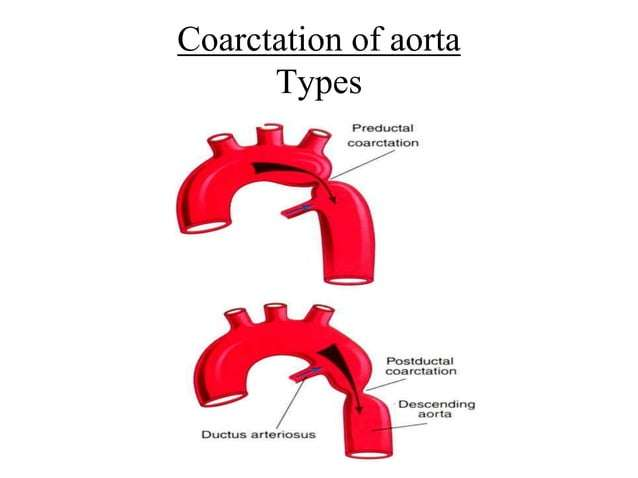 Coarctation of aorta
Types
Preductal
coarctation
Postductal
coarctation
Descending
aorta
Ductus arteriosus